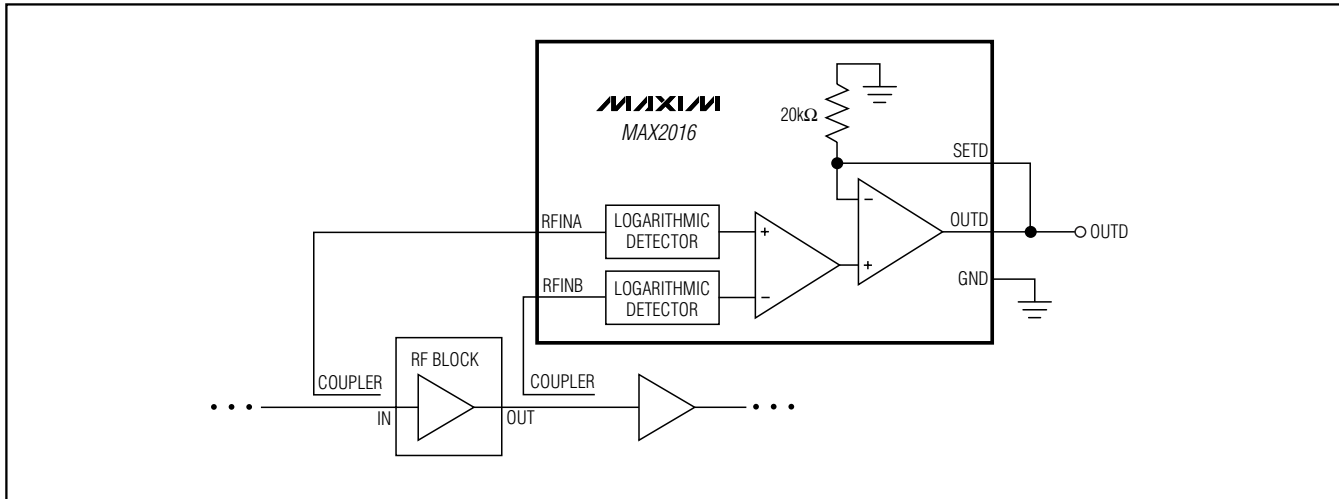 MAXIM
MAX2016
20kΩ
SETD
RFINA
LOGARITHMIC
DETECTOR
+
−
OUTD
OUTD
RFINB
LOGARITHMIC
DETECTOR
−
+
GND
RF BLOCK
COUPLER
COUPLER
IN
OUT